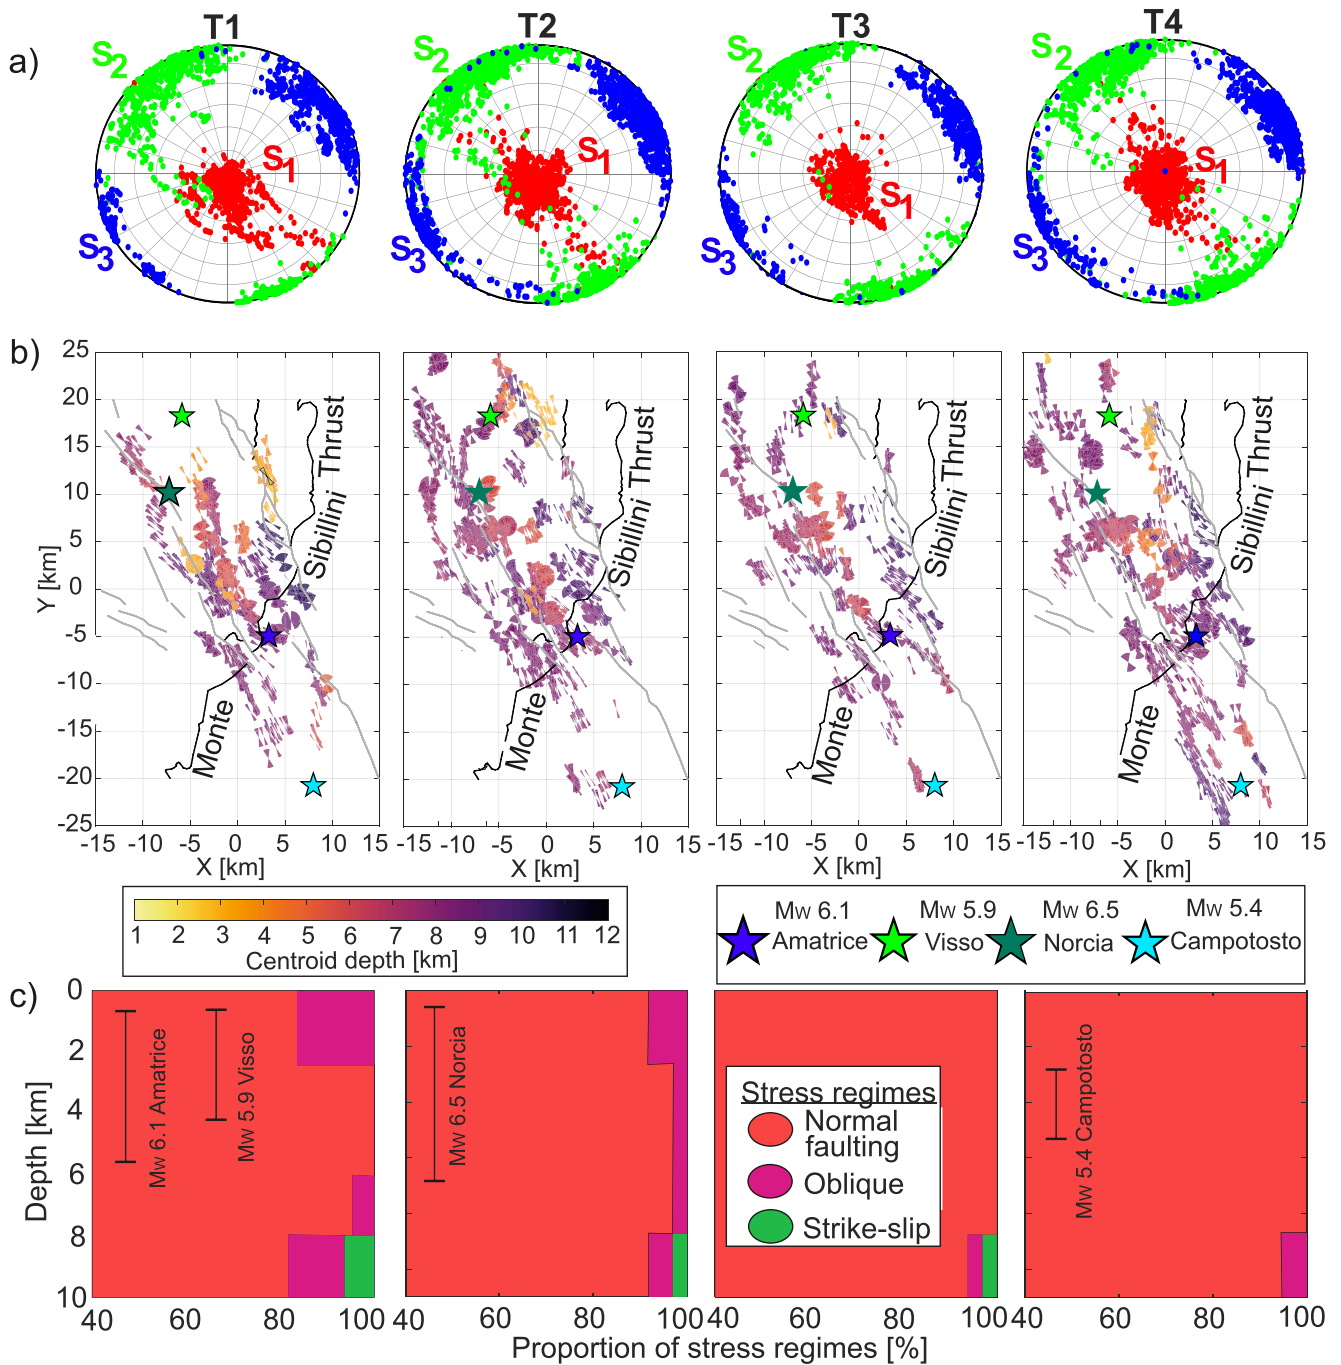 a)
T1
T2
T3
T4
S2
S2
S2
S2
S1
S1
S1
S1
S3
S3
S3
S3
b)
25
20
15
10
5
0
-5
-10
-15
-20
-25
Y [km]
Monte Sibillini Thrust
Monte Sibillini Thrust
Monte Sibillini Thrust
Monte Sibillini Thrust
-15 -10 -5 0 5 10 15
-15 -10 -5 0 5 10 15
-15 -10 -5 0 5 10 15
-15 -10 -5 0 5 10 15
X [km]
X [km]
X [km]
X [km]
1 2 3 4 5 6 7 8 9 10 11 12
Centroid depth [km]
Mw 6.1 Mw 5.9 Mw 6.5 Mw 5.4
Amatrice Visso Norcia Campotosto
c)
0
2
4
6
8
10
Depth [km]
Mw 6.1 Amatrice
Mw 5.9 Visso
Mw 6.5 Norcia
Stress regimes
Normal
faulting
Oblique
Strike-slip
Mw 5.4 Campotosto
40 60 80 100
40 60 80 100
40 60 80 100
40 60 80 100
Proportion of stress regimes [%]